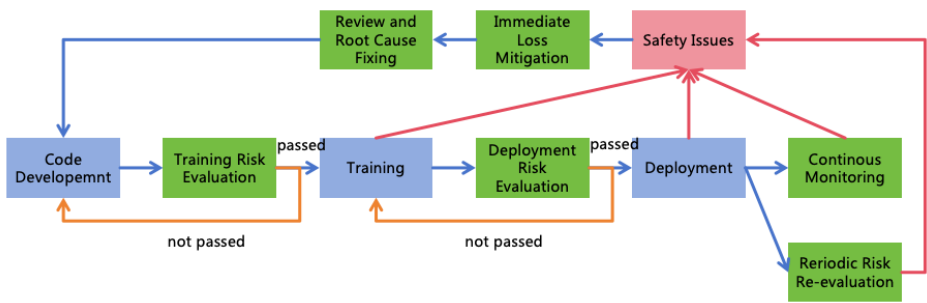 Review and
Root Cause
Fixing
Immediate
Loss
Mitigation
Safety Issues
Code
Developemnt
Training Risk
Evaluation
passed
Training
Deployment
Risk
Evaluation
passed
Deployment
Continous
Monitoring
not passed
not passed
Reriodic Risk
Re-evaluation